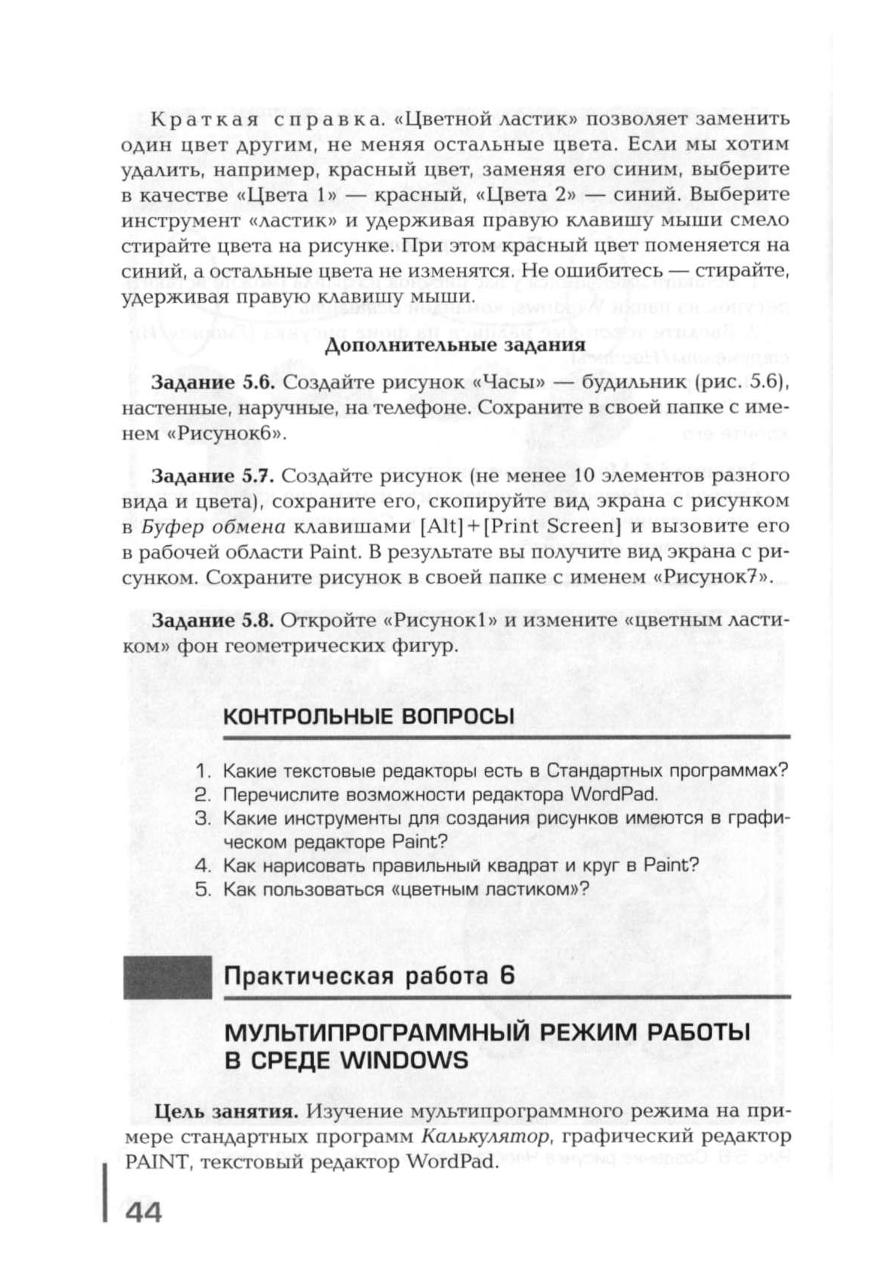 Краткая справка. «Цветной ластик» позволяет заменить
один цвет другим, не меняя остальные цвета. Если мы хотим
удалить, например, красный цвет, заменяя его синим, выберите
в качестве «Цвета 1» — красный, «Цвета 2» — синий. Выберите
инструмент «ластик» и удерживая правую клавишу мыши смело
стирайте цвета на рисунке. При этом красный цвет поменяется на
синий, а остальные цвета не изменятся. Не ошибитесь — стирайте,
удерживая правую клавишу мыши.
Дополнительные задания
Задание 5.6. Создайте рисунок «Часы» — будильник (рис. 5.6),
настенные, наручные, на телефоне. Сохраните в своей папке с име-
нем «Рисунок6».
Задание 5.7. Создайте рисунок (не менее 10 элементов разного
вида и цвета), сохраните его, скопируйте вид экрана с рисунком
в Буфер обмена клавишами [Alt]+[Print Screen] и вызовите его
в рабочей области Paint. В результате вы получите вид экрана с ри-
сунком. Сохраните рисунок в своей папке с именем «Рисунок7».
Задание 5.8. Откройте «Рисунок1» и измените «цветным ласти-
ком» фон геометрических фигур.
КОНТРОЛЬНЫЕ ВОПРОСЫ
1. Какие текстовые редакторы есть в Стандартных программах?
2. Перечислите возможности редактора WordPad.
3. Какие инструменты для создания рисунков имеются в графи-
ческом редакторе Paint?
4. Как нарисовать правильный квадрат и круг в Paint?
5. Как пользоваться «цветным ластиком»?
Практическая работа 6
МУЛЬТИПРОГРАММНЫЙ РЕЖИМ РАБОТЫ
В СРЕДЕ WINDOWS
Цель занятия. Изучение мультипрограммного режима на при-
мере стандартных программ Калькулятор, графический редактор
PAINT, текстовый редактор WordPad.
44